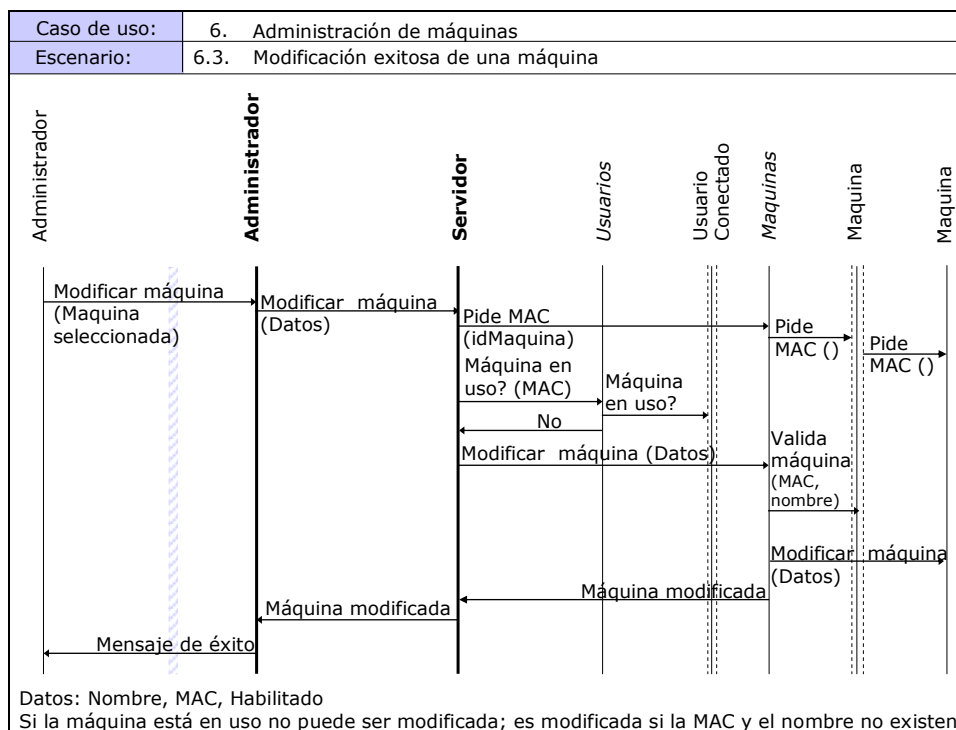 Caso de uso: 6. Administración de máquinas
Escenario: 6.3. Modificación exitosa de una máquina
Administrador
Administrador
Servidor
Usuarios
Usuario
Conectado
Maquinas
Maquina
Maquina
Modificar máquina
(Maquina
seleccionada)
Modificar máquina
(Datos)
Pide MAC
(idMaquina)
Pide
MAC ()
Pide
MAC ()
Máquina en
uso? (MAC)
Máquina
en uso?
No
Modificar máquina (Datos)
Valida
máquina
(MAC,
nombre)
Modificar máquina
(Datos)
Máquina modificada
Máquina modificada
Mensaje de éxito
Datos: Nombre, MAC, Habilitado
Si la máquina está en uso no puede ser modificada; es modificada si la MAC y el nombre no existen